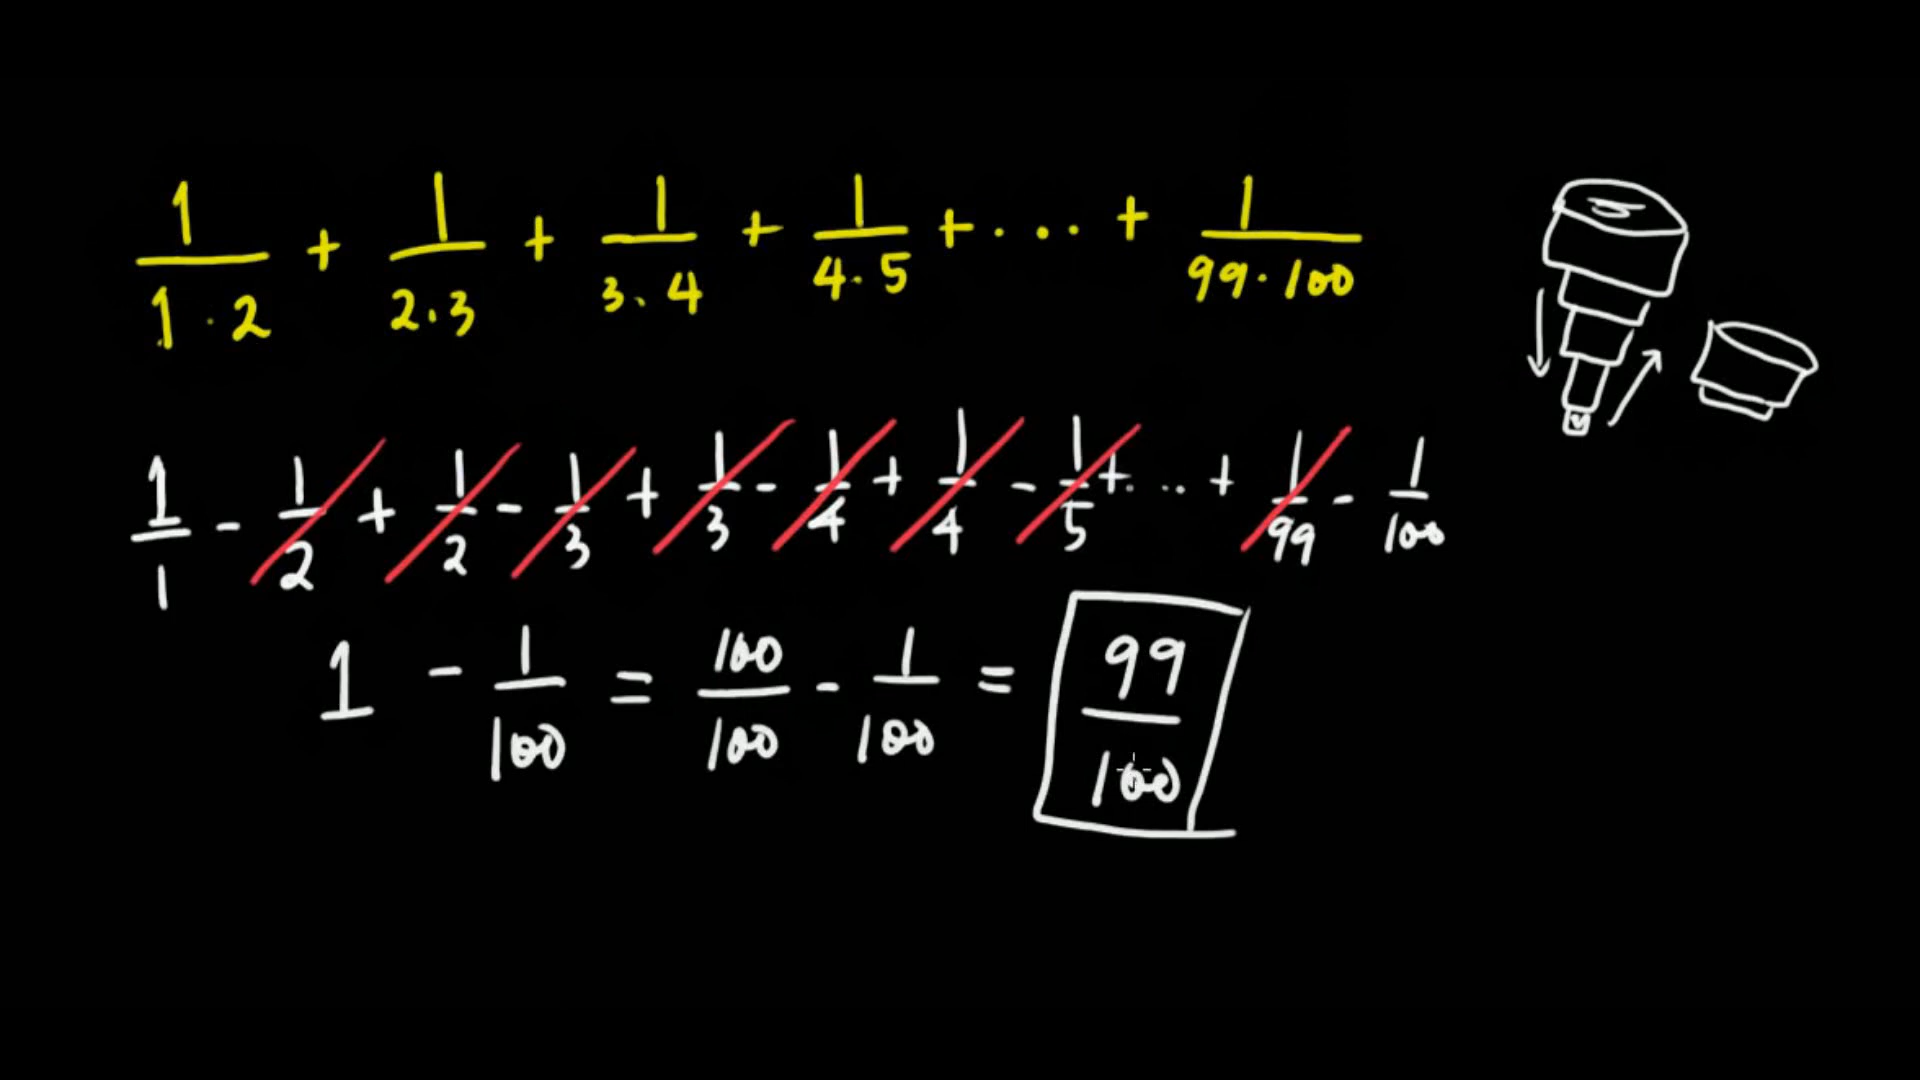 1/(1·2) + 1/(2·3) + 1/(3·4) + 1/(4·5) + ... + 1/(99·100)
1/1 - 1/2 + 1/2 - 1/3 + 1/3 - 1/4 + 1/4 - 1/5 + ... + 1/99 - 1/100
1 - 1/100 = 100/100 - 1/100 = 99/100